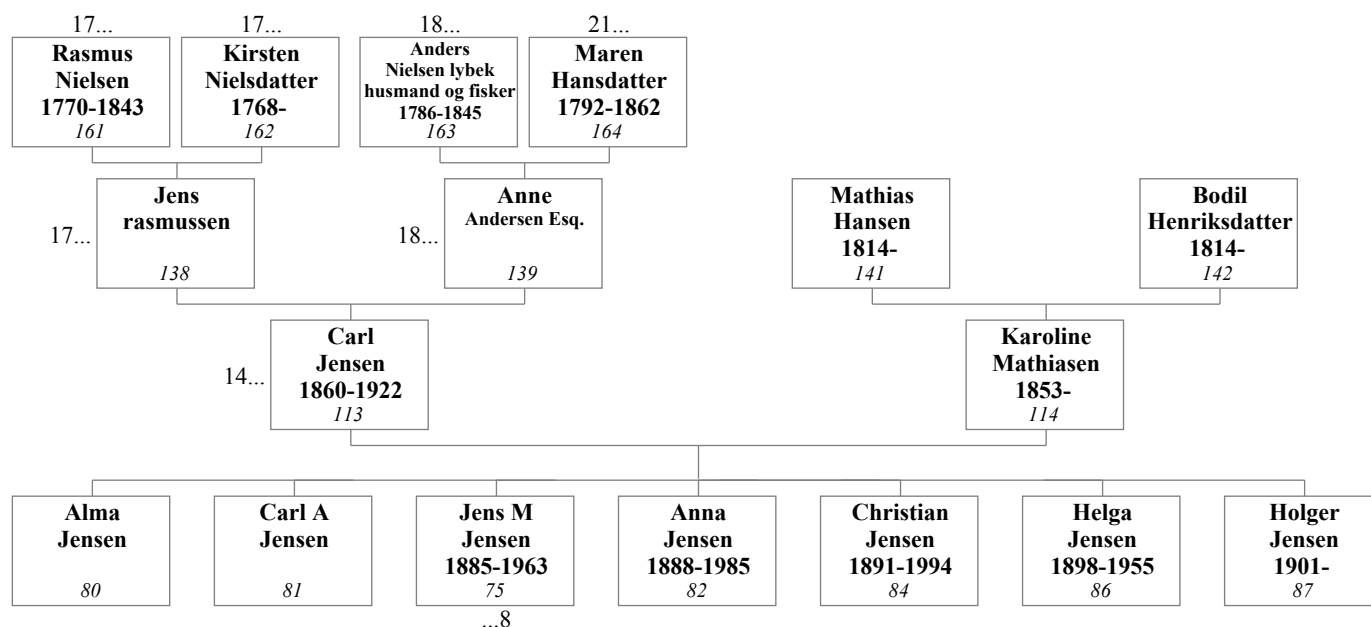 17...
17...
18...
21...
Rasmus
Nielsen
1770-1843
161
Kirsten
Nielsdatter
1768-
162
Anders
Nielsen lybek
husmand og fisker
1786-1845
163
Maren
Hansdatter
1792-1862
164
17...
Jens
rasmussen
138
18...
Anne
Andersen Esq.
139
Mathias
Hansen
1814-
141
Bodil
Henriksdatter
1814-
142
14...
Carl
Jensen
1860-1922
113
Karoline
Mathiasen
1853-
114
Alma
Jensen
80
Carl A
Jensen
81
Jens M
Jensen
1885-1963
75
Anna
Jensen
1888-1985
82
Christian
Jensen
1891-1994
84
Helga
Jensen
1898-1955
86
Holger
Jensen
1901-
87
...8